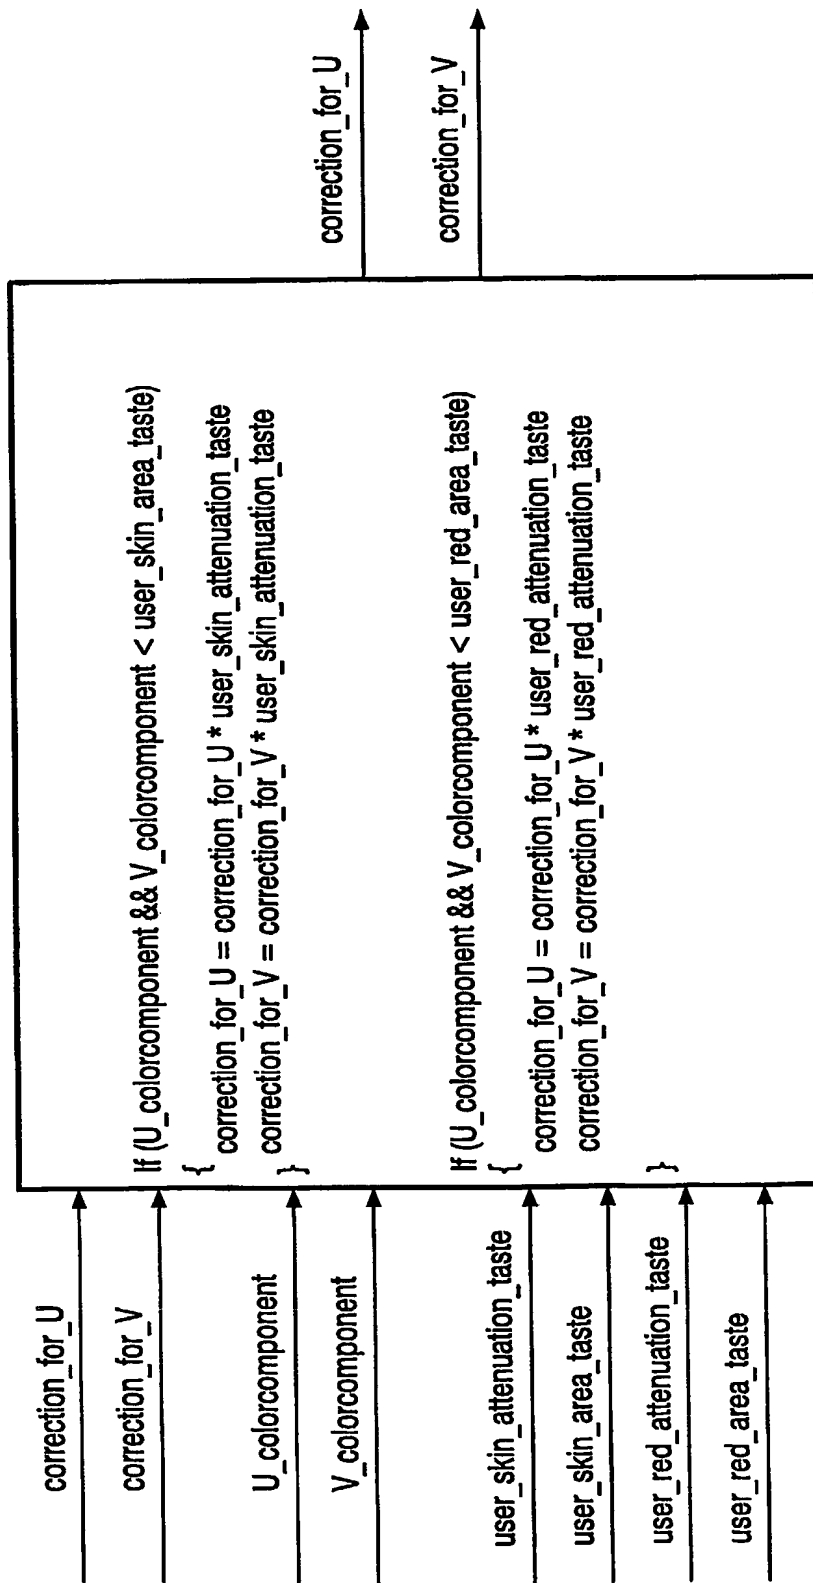 correction_for_U
correction_for_V
U_colorcomponent
V_colorcomponent
user_skin_attenuation_taste
user_skin_area_taste
user_red_attenuation_taste
user_red_area_taste
If (U_colorcomponent && V_colorcomponent < user_skin_area_taste)
{
correction_for_U = correction_for_U * user_skin_attenuation_taste
correction_for_V = correction_for_V * user_skin_attenuation_taste
}
If (U_colorcomponent && V_colorcomponent < user_red_area_taste)
{
correction_for_U = correction_for_U * user_red_attenuation_taste
correction_for_V = correction_for_V * user_red_attenuation_taste
}
correction_for_U
correction_for_V